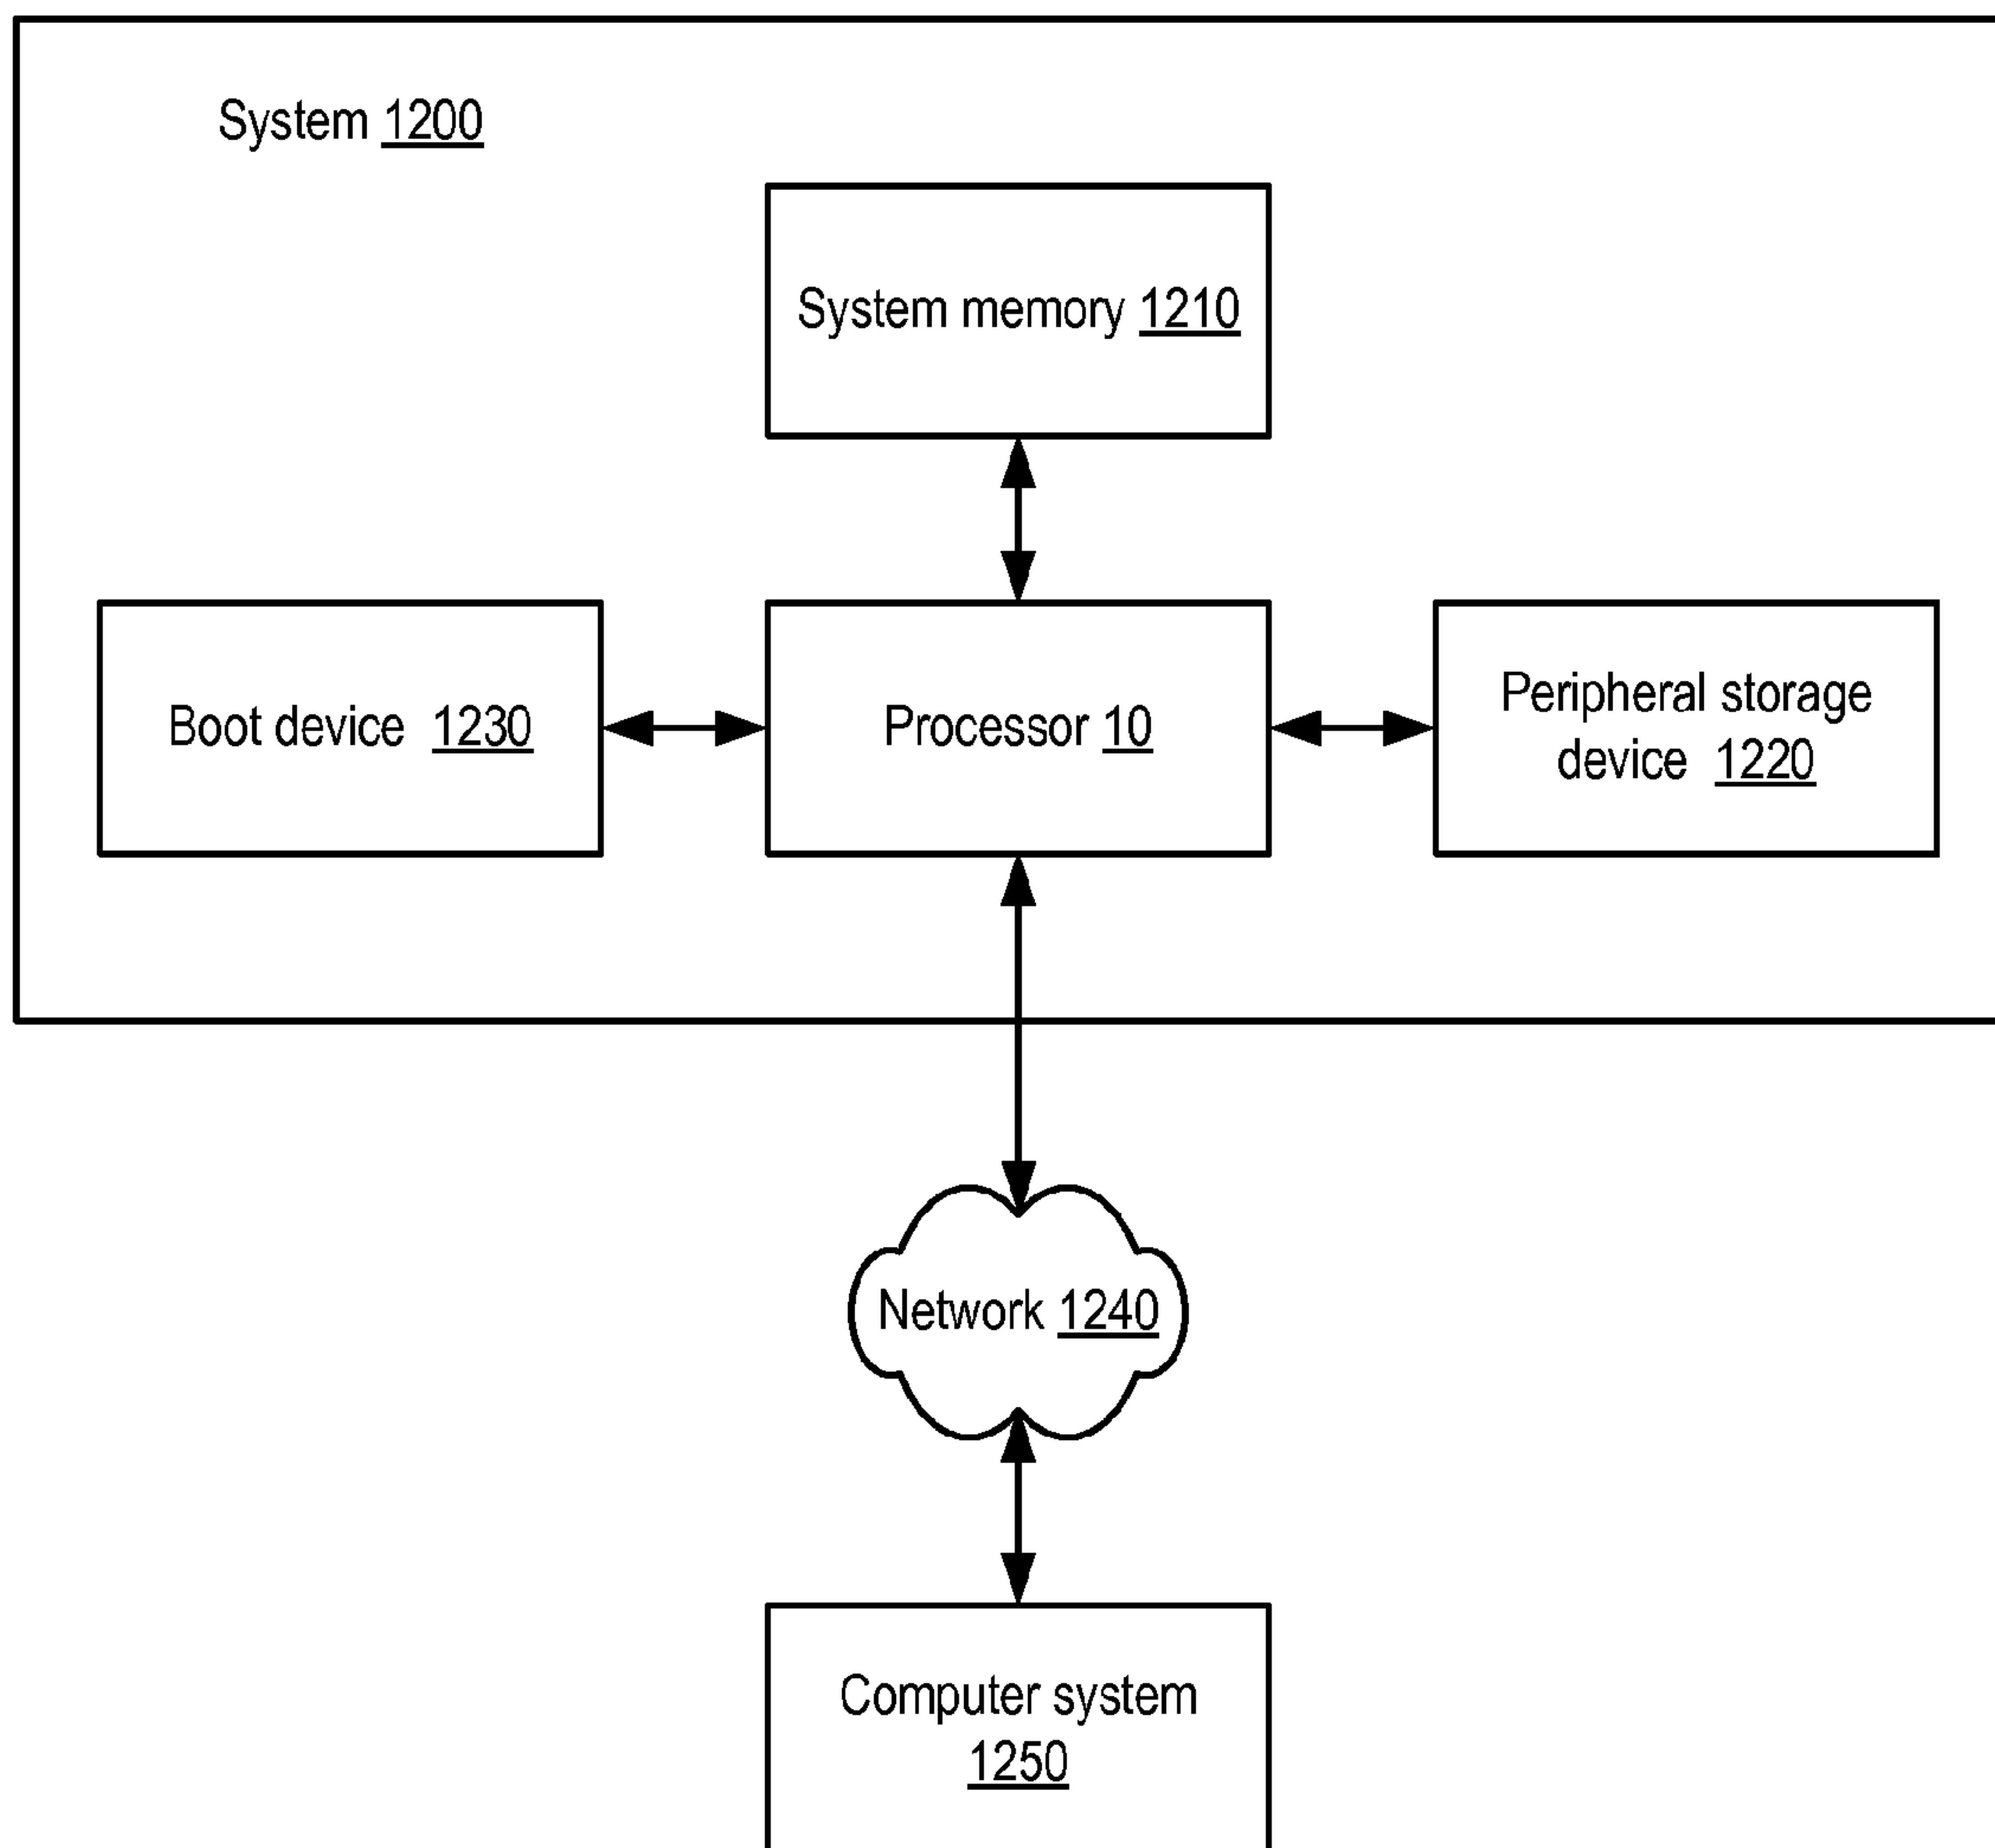 System 1200
System memory 1210
Boot device 1230
Processor 10
Peripheral storage
device 1220
Network 1240
Computer system
1250